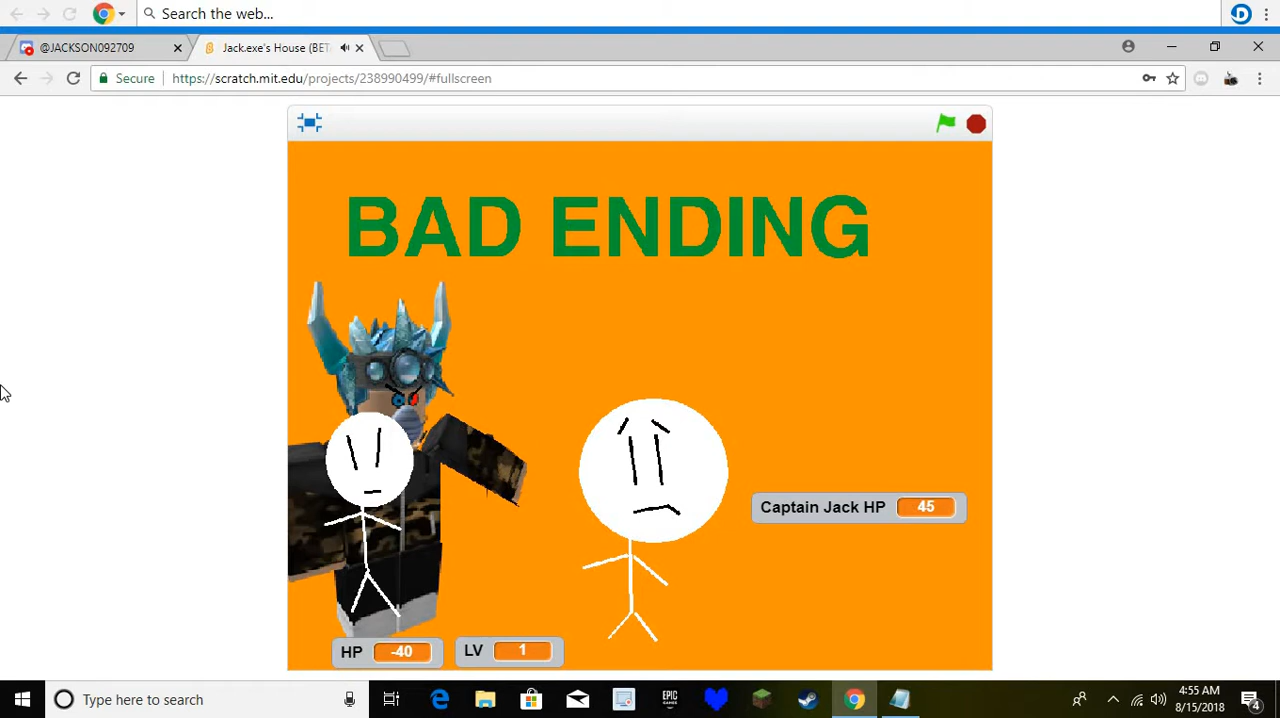 Search the web...
@JACKSON092709
Jack.exe's House (BET
Secure https://scratch.mit.edu/projects/238990499/#fullscreen
BAD ENDING
Captain Jack HP 45
HP -40 LV 1
EPIC
GAMES
Type here to search
4:55 AM
8/15/2018
4